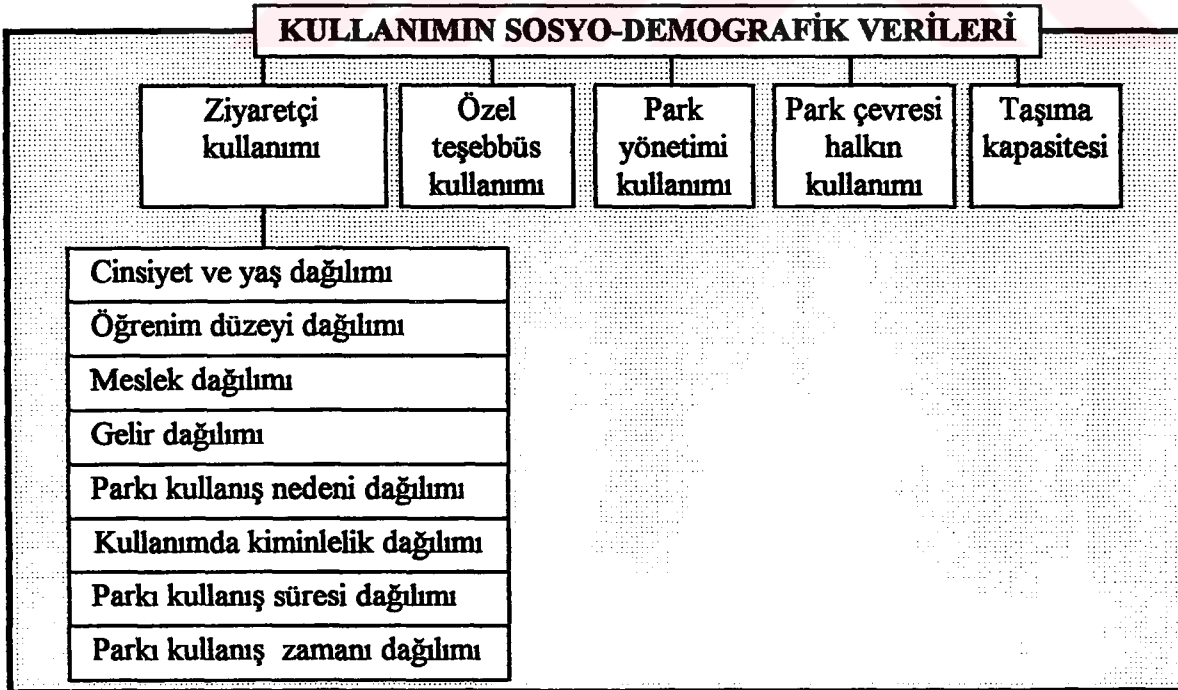 KULLANIMIN SOSYO-DEMOGRAFİK VERİLERİ
Ziyaretçi
kullanımı
Özel
teşebbüs
kullanımı
Park
yönetimi
kullanımı
Park çevresi
halkın
kullanımı
Taşıma
kapasitesi
Cinsiyet ve yaş dağılımı
Öğrenim düzeyi dağılımı
Meslek dağılımı
Gelir dağılımı
Parkı kullanış nedeni dağılımı
Kullanımda kiminlelik dağılımı
Parkı kullanış süresi dağılımı
Parkı kullanış zamanı dağılımı